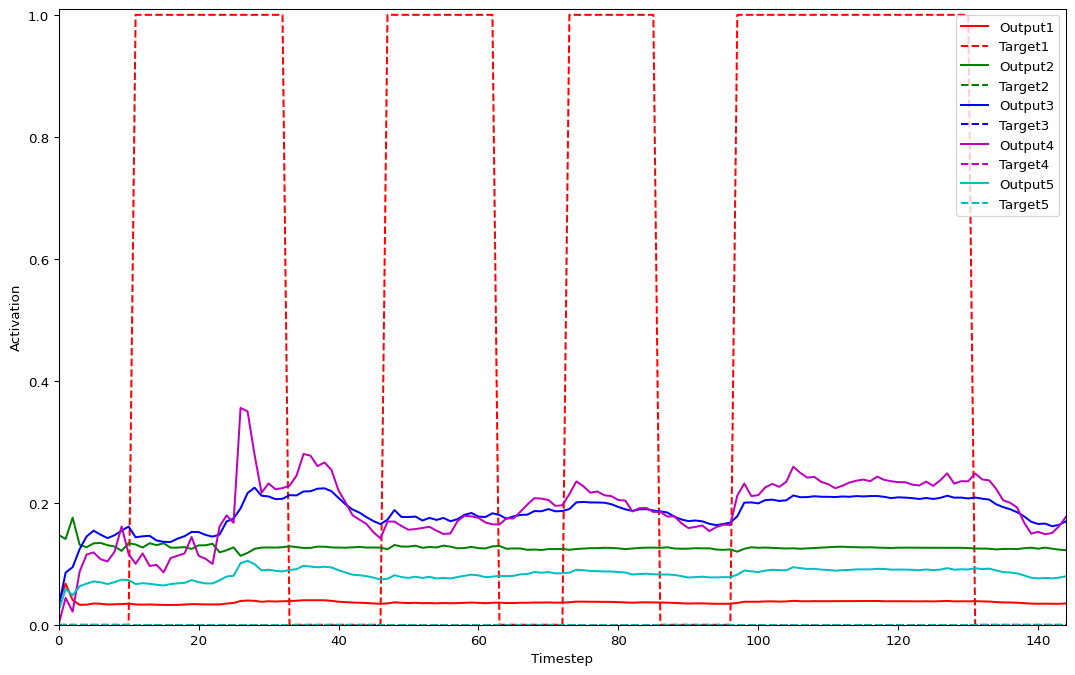 1.0
0.8
0.6
0.4
0.2
0.0
Activation
0
20
40
60
80
100
120
140
Timestep
Output1
Target1
Output2
Target2
Output3
Target3
Output4
Target4
Output5
Target5